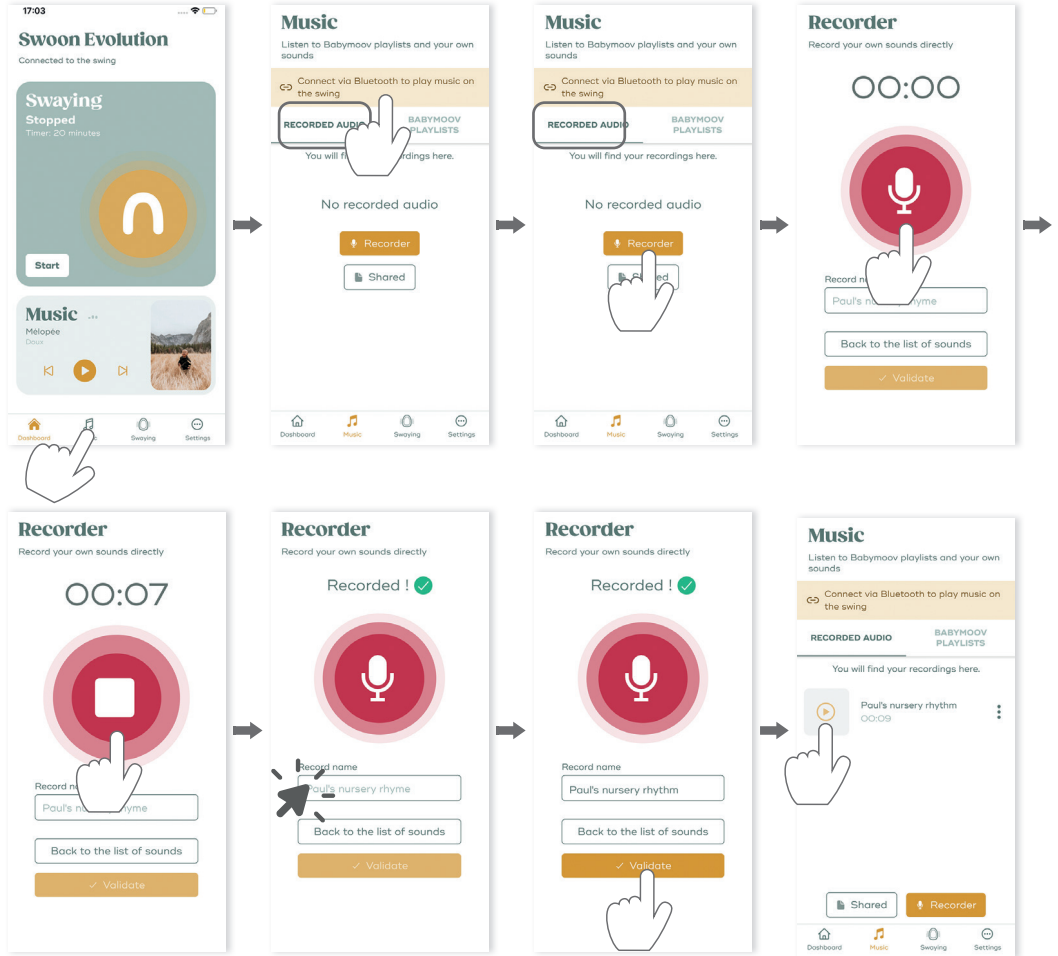 17:03
Swoon Evolution
Connected to the swing
Swaying
Stopped
Timer: 20 minutes
Start
Music
Mélopée
Doux
Dashboard
Swaying
Settings
Music
Listen to Babymoov playlists and your own
sounds
Connect via Bluetooth to play music on
the swing
RECORDED AUDIO
BABYMOOV
PLAYLISTS
You will find your recordings here.
No recorded audio
Recorder
Shared
Dashboard
Music
Swaying
Settings
Music
Listen to Babymoov playlists and your own
sounds
Connect via Bluetooth to play music on
the swing
RECORDED AUDIO
BABYMOOV
PLAYLISTS
You will find your recordings here.
No recorded audio
Recorder
Shared
Dashboard
Music
Swaying
Settings
Recorder
Record your own sounds directly
00:00
Record name
Paul's nursery rhyme
Back to the list of sounds
✓ Validate
Recorder
Record your own sounds directly
00:07
Record name
Paul's nursery rhyme
Back to the list of sounds
✓ Validate
Recorder
Record your own sounds directly
Recorded !
Record name
Paul's nursery rhyme
Back to the list of sounds
✓ Validate
Recorder
Record your own sounds directly
Recorded !
Record name
Paul's nursery rhythm
Back to the list of sounds
✓ Validate
Music
Listen to Babymoov playlists and your own
sounds
Connect via Bluetooth to play music on
the swing
RECORDED AUDIO
BABYMOOV
PLAYLISTS
You will find your recordings here.
Paul's nursery rhythm
00:09
Shared
Recorder
Dashboard
Music
Swaying
Settings